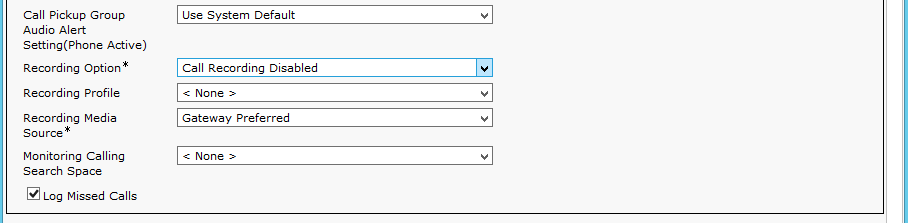 Call Pickup Group Use System Default
Audio Alert
Setting(Phone Active)
Recording Option* Call Recording Disabled
Recording Profile < None >
Recording Media Gateway Preferred
Source*
Monitoring Calling < None >
Search Space
Log Missed Calls